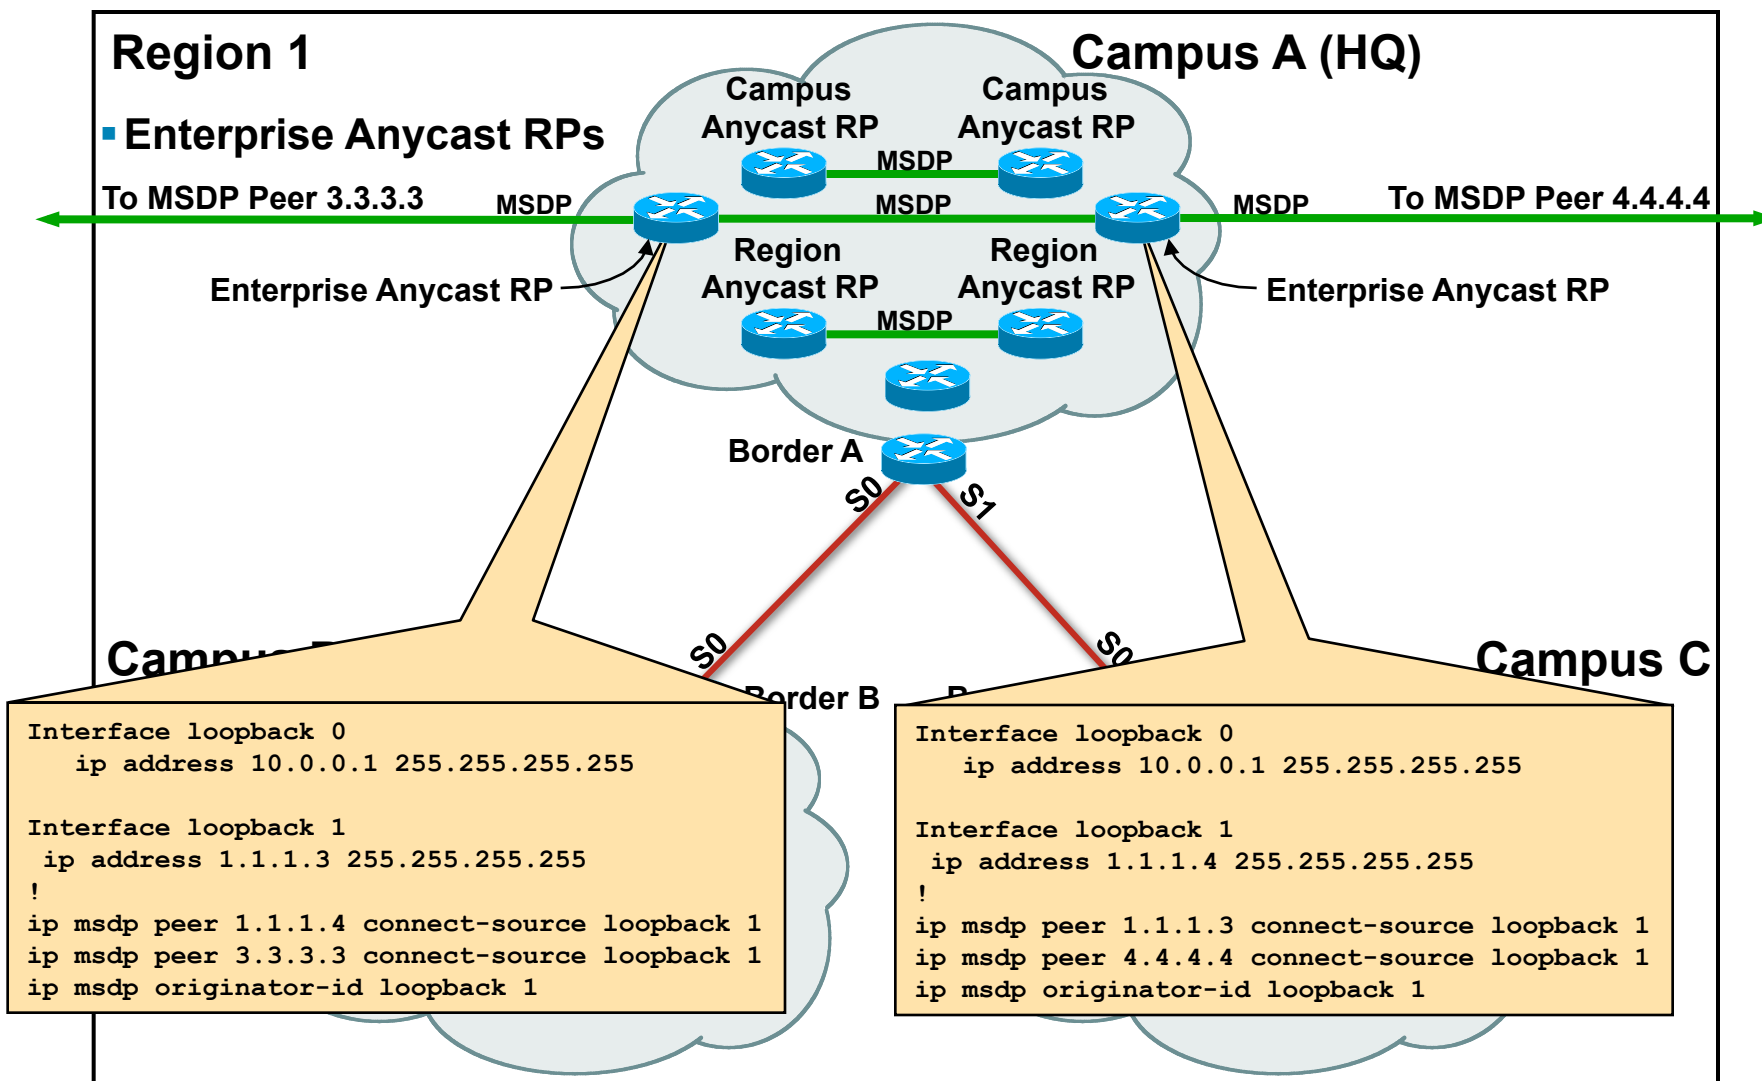 Region 1
Campus A (HQ)
Campus
Anycast RP
Campus
Anycast RP
Enterprise Anycast RPs
MSDP
To MSDP Peer 3.3.3.3
MSDP
MSDP
MSDP
To MSDP Peer 4.4.4.4
Region
Anycast RP
Region
Anycast RP
Enterprise Anycast RP
Enterprise Anycast RP
MSDP
Border A
S0
S1
S0
S0
Campus
Campus C
Border B
Interface loopback 0
ip address 10.0.0.1 255.255.255.255
Interface loopback 1
ip address 1.1.1.3 255.255.255.255
!
ip msdp peer 1.1.1.4 connect-source loopback 1
ip msdp peer 3.3.3.3 connect-source loopback 1
ip msdp originator-id loopback 1
Interface loopback 0
ip address 10.0.0.1 255.255.255.255
Interface loopback 1
ip address 1.1.1.4 255.255.255.255
!
ip msdp peer 1.1.1.3 connect-source loopback 1
ip msdp peer 4.4.4.4 connect-source loopback 1
ip msdp originator-id loopback 1